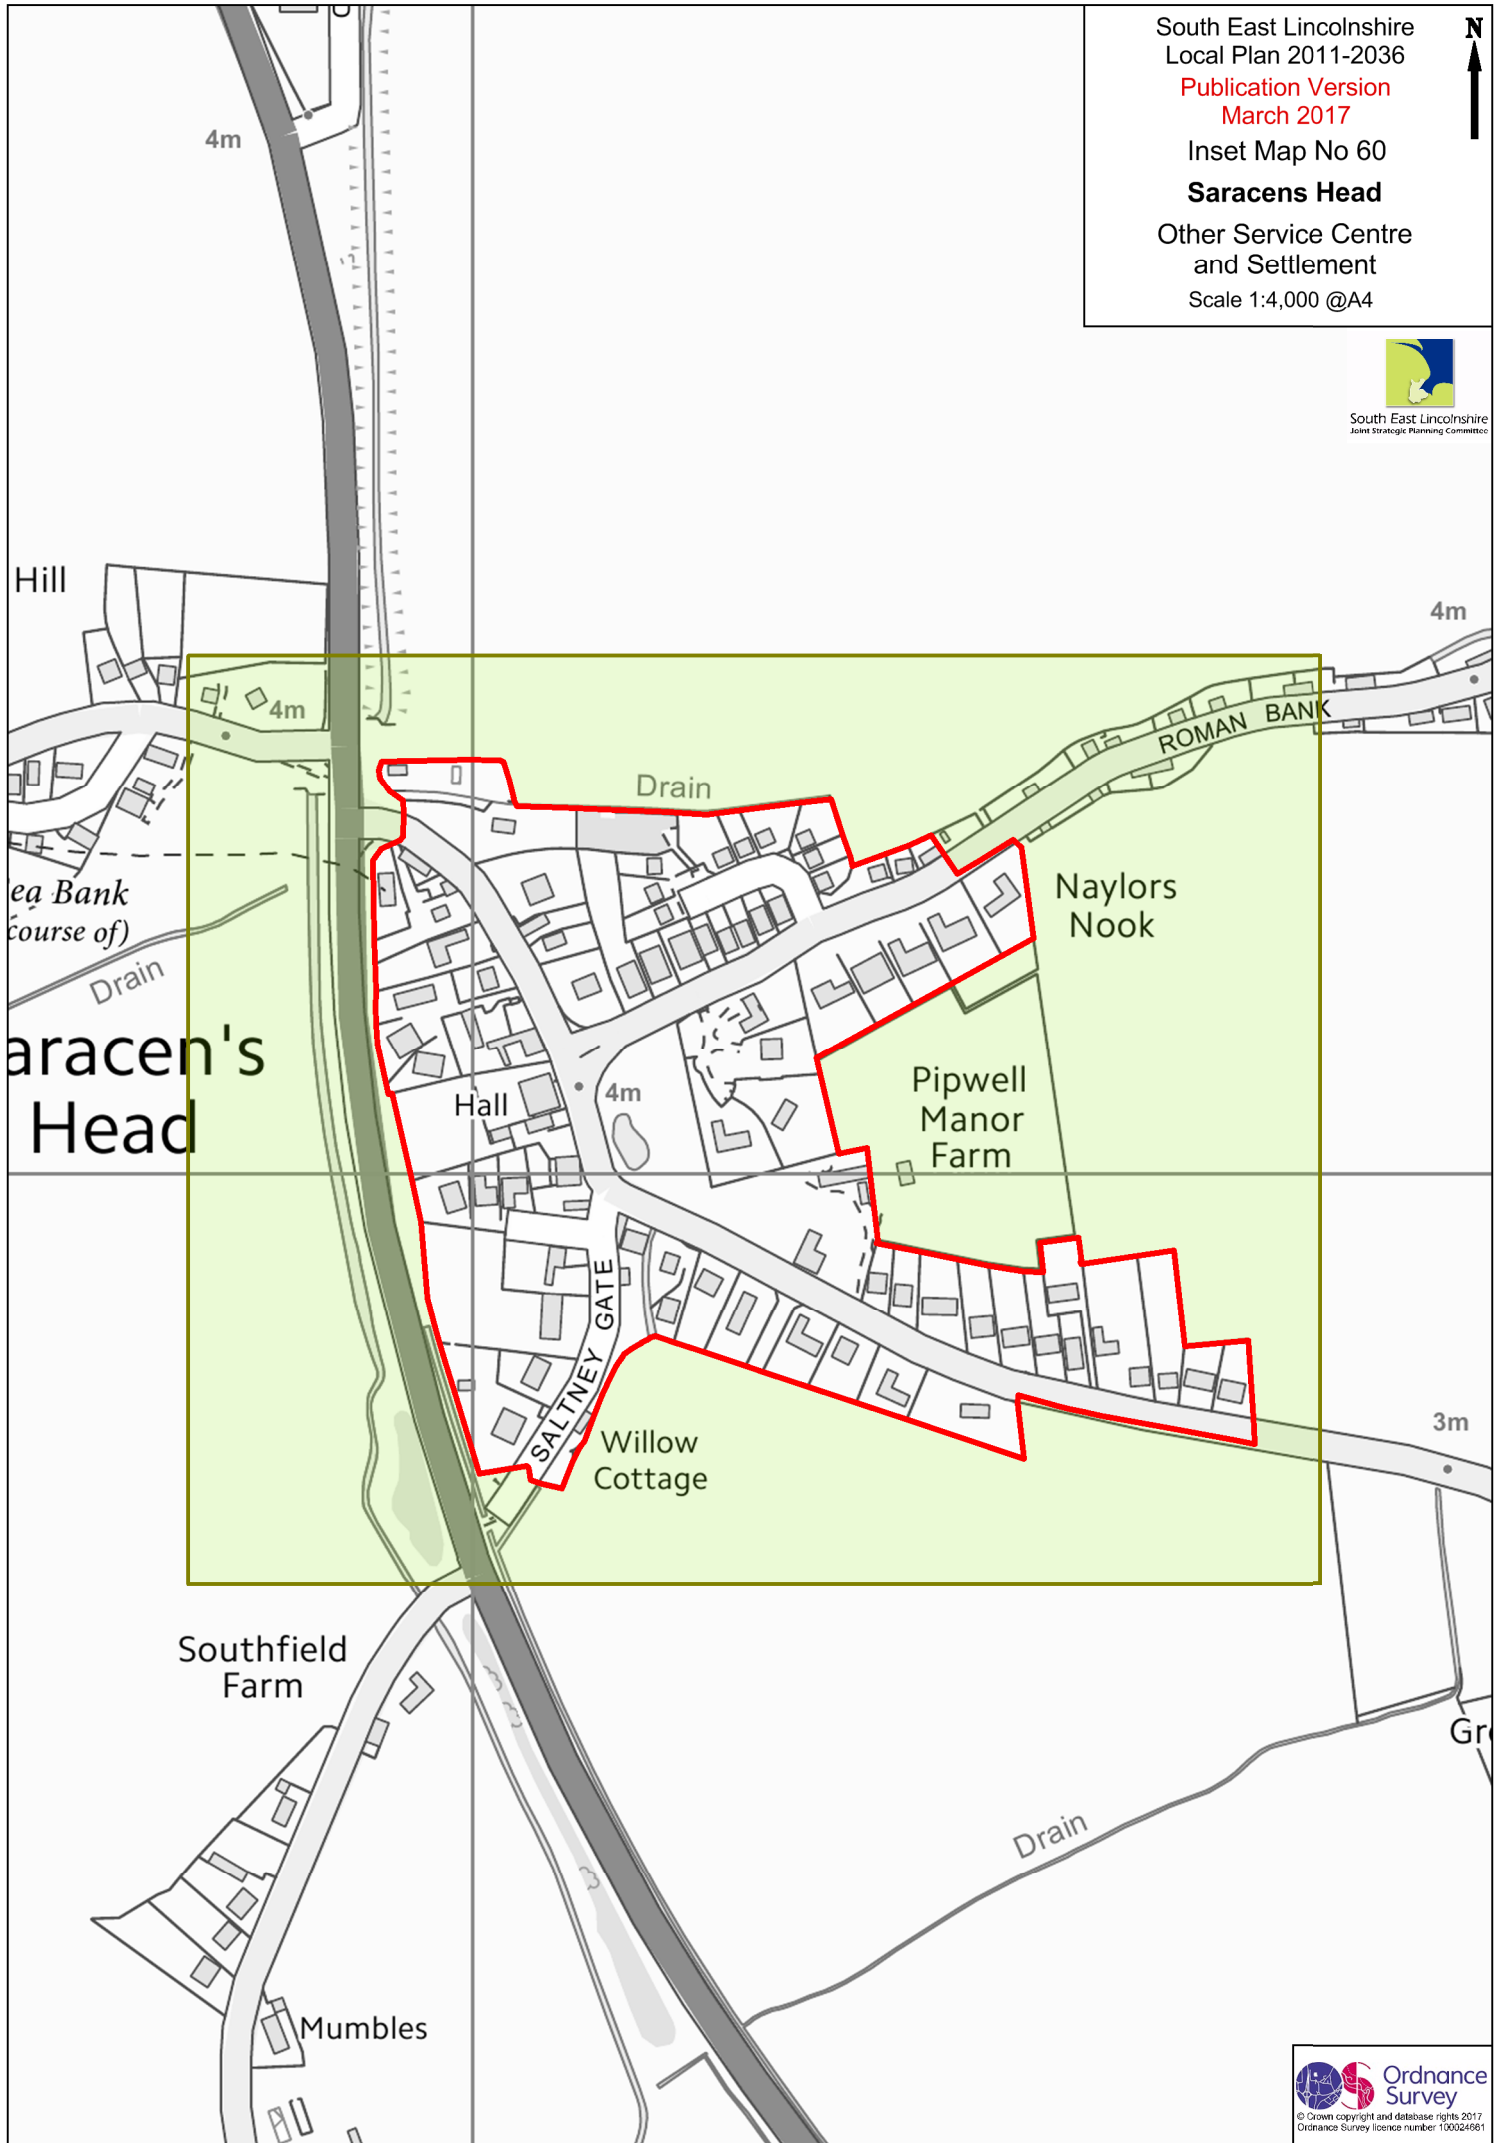 South East Lincolnshire
Local Plan 2011-2036
Publication Version
March 2017
Inset Map No 60
Saracens Head
Other Service Centre
and Settlement
Scale 1:4,000 @A4
N
South East Lincolnshire
Joint Strategic Planning Committee
4m
Hill
4m
4m
ROMAN BANK
Drain
ea Bank
course of)
Drain
Naylors
Nook
aracen's
Head
Hall
4m
Pipwell
Manor
Farm
SALTNEY GATE
Willow
Cottage
3m
Southfield
Farm
Gr
Drain
Mumbles
Ordnance
Survey
© Crown copyright and database rights 2017
Ordnance Survey licence number 100024661